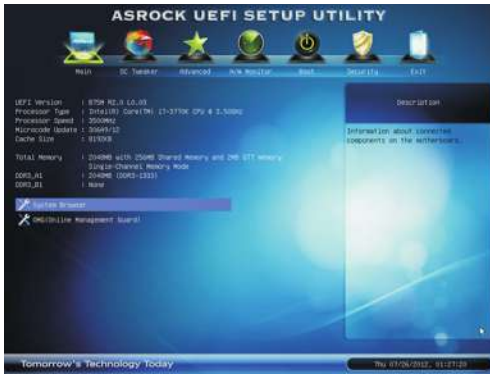 ASROCK UEFI SETUP UTILITY
Main OC Tweaker Advanced H/W Monitor Boot Security Exit
UEFI Version : B75M R2.0 L0.03
Processor Type : Intel(R) Core(TM) i7-3770K CPU @ 3.50GHz
Processor Speed : 3500MHz
Microcode Update : 306A9/12
Cache Size : 8192KB
Total Memory : 2048MB with 256MB Shared Memory and 2MB GTT memory
Single-Channel Memory Mode
DDR3_A1 : 2048MB (DDR3-1333)
DDR3_B1 : None
System Browser
OMG(Online Management Guard)
Description
Information about connected
components on the motherboard.
Tomorrow's Technology Today
Thu 07/26/2012, 01:27:20